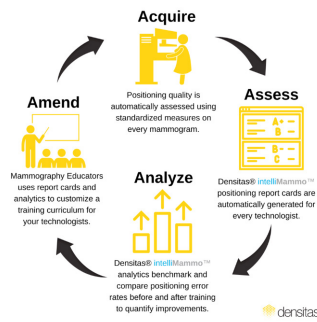 Acquire
Positioning quality is
automatically assessed using
standardized measures on
every mammogram.
Assess
A+ -
B -
B -
C -
Densitas® intelliMammo™
positioning report cards are
automatically generated for
every technologist.
Analyze
Densitas® intelliMammo™
analytics benchmark and
compare positioning error
rates before and after training
to quantify improvements.
Amend
Mammography Educators
uses report cards and
analytics to customize a
training curriculum for
your technologists.
densitas